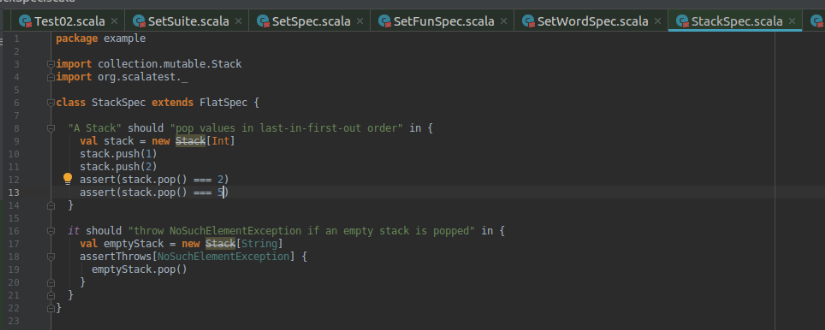 Test02.scala × SetSuite.scala × SetSpec.scala × SetFunSpec.scala × SetWordSpec.scala × StackSpec.scala ×
1 package example
2
3 import collection.mutable.Stack
4 import org.scalatest._
5
6 class StackSpec extends FlatSpec {
7
8 "A Stack" should "pop values in last-in-first-out order" in {
9 val stack = new Stack[Int]
10 stack.push(1)
11 stack.push(2)
12 assert(stack.pop() === 2)
13 assert(stack.pop() === 5)
14 }
15
16 it should "throw NoSuchElementException if an empty stack is popped" in {
17 val emptyStack = new Stack[String]
18 assertThrows[NoSuchElementException] {
19 emptyStack.pop()
20 }
21 }
22 }
23